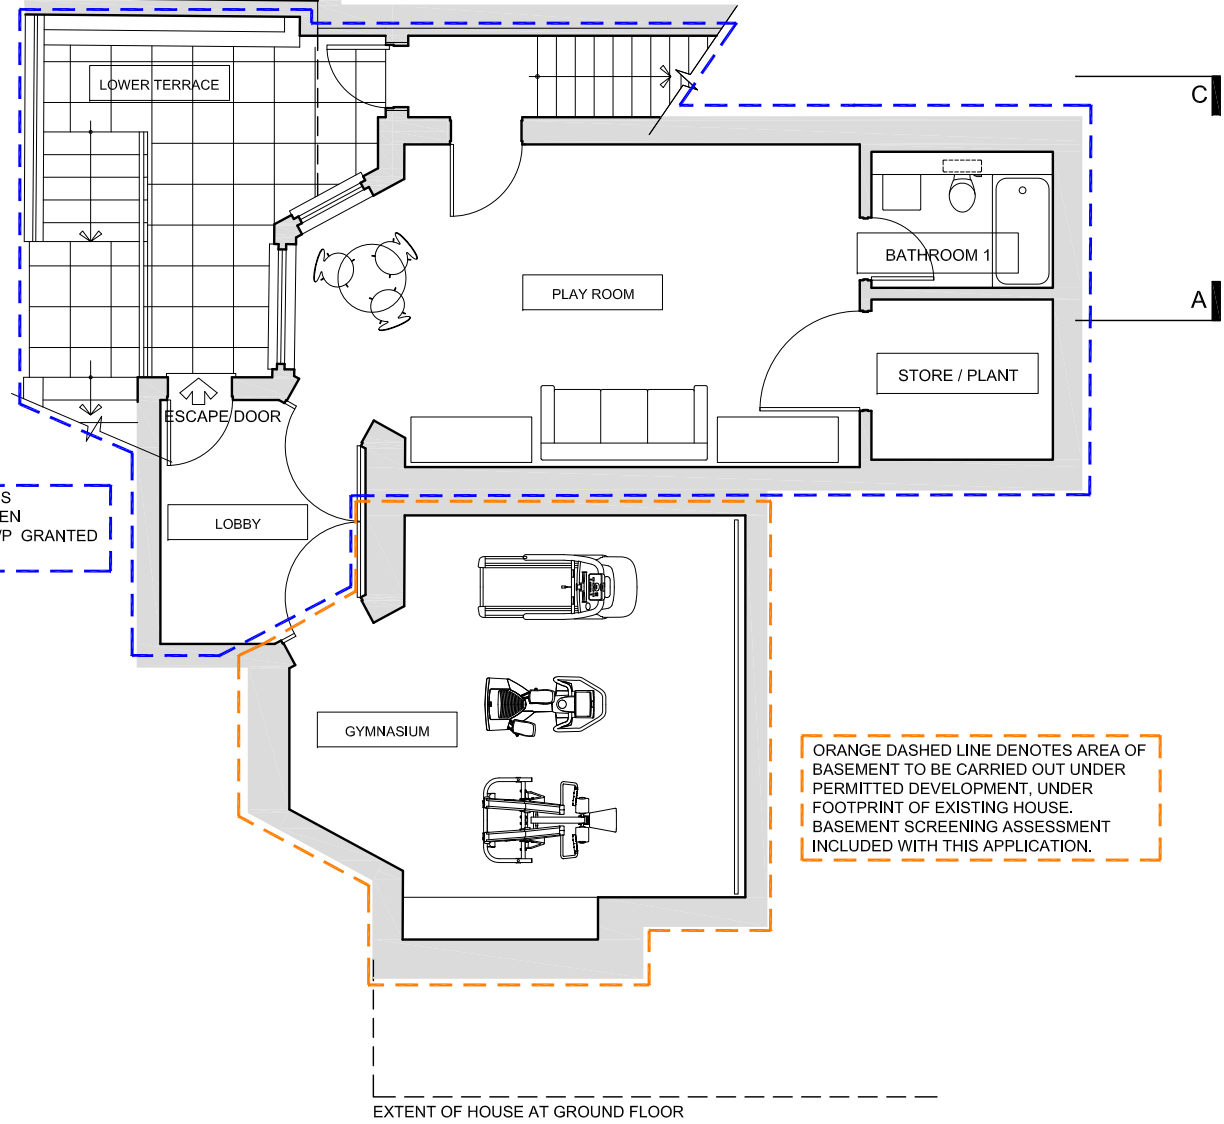 LOWER TERRACE
C
BATHROOM 1
PLAY ROOM
A
STORE / PLANT
ESCAPE DOOR
S
EN
/P GRANTED
LOBBY
GYMNASIUM
ORANGE DASHED LINE DENOTES AREA OF
BASEMENT TO BE CARRIED OUT UNDER
PERMITTED DEVELOPMENT, UNDER
FOOTPRINT OF EXISTING HOUSE.
BASEMENT SCREENING ASSESSMENT
INCLUDED WITH THIS APPLICATION.
EXTENT OF HOUSE AT GROUND FLOOR